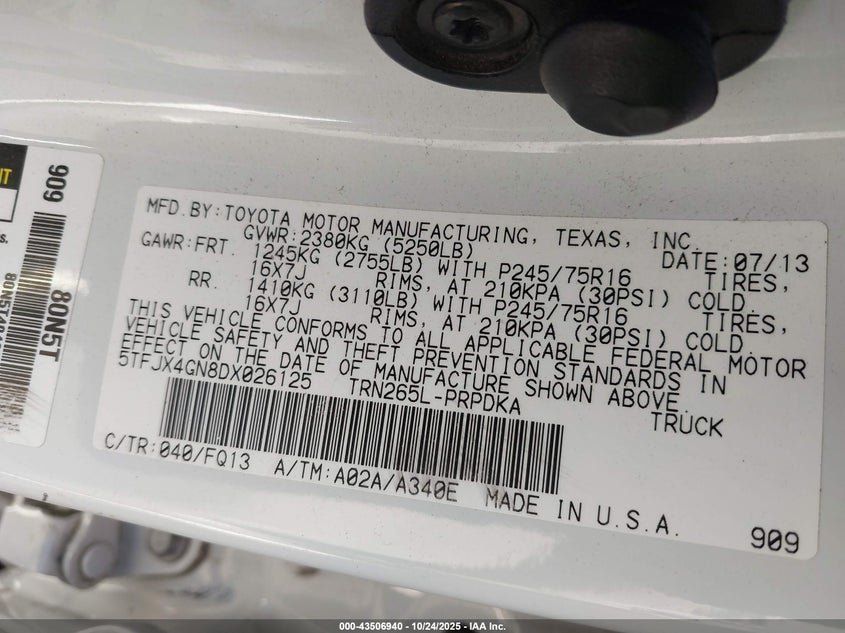 MFD.BY:TOYOTA MOTOR MANUFACTURING, TEXAS, INC.
GVWR:2380KG (5250LB) DATE:07/13
GAWR:FRT. 1245KG (2755LB) WITH P245/75R16 TIRES,
16X7J RIMS, AT 210KPA (30PSI) COLD.
RR. 1410KG (3110LB) WITH P245/75R16 TIRES,
16X7J RIMS, AT 210KPA (30PSI) COLD.
THIS VEHICLE CONFORMS TO ALL APPLICABLE FEDERAL MOTOR
VEHICLE SAFETY AND THEFT PREVENTION STANDARDS IN
EFFECT ON THE DATE OF MANUFACTURE SHOWN ABOVE.
5TFJX4GN8DX026125 TRN265L-PRPDKA TRUCK
C/TR:040/FQ13 A/TM:A02A/A340E MADE IN U.S.A.
909
909
80N5T
000-43506940 - 10/24/2025 - IAA Inc.